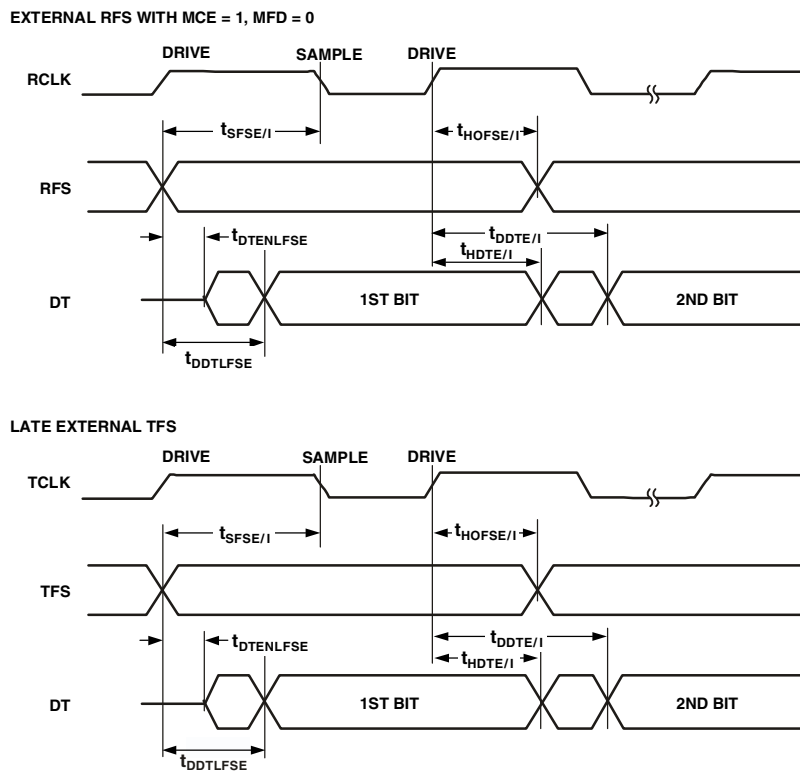 EXTERNAL RFS WITH MCE = 1, MFD = 0
DRIVE SAMPLE DRIVE
RCLK
tSFSE/I tHOFSE/I
RFS
tDTENLFSE tDDTE/I
tHDTE/I
DT 1ST BIT 2ND BIT
tDDTLFSE
LATE EXTERNAL TFS
DRIVE SAMPLE DRIVE
TCLK
tSFSE/I tHOFSE/I
TFS
tDTENLFSE tDDTE/I
tHDTE/I
DT 1ST BIT 2ND BIT
tDDTLFSE